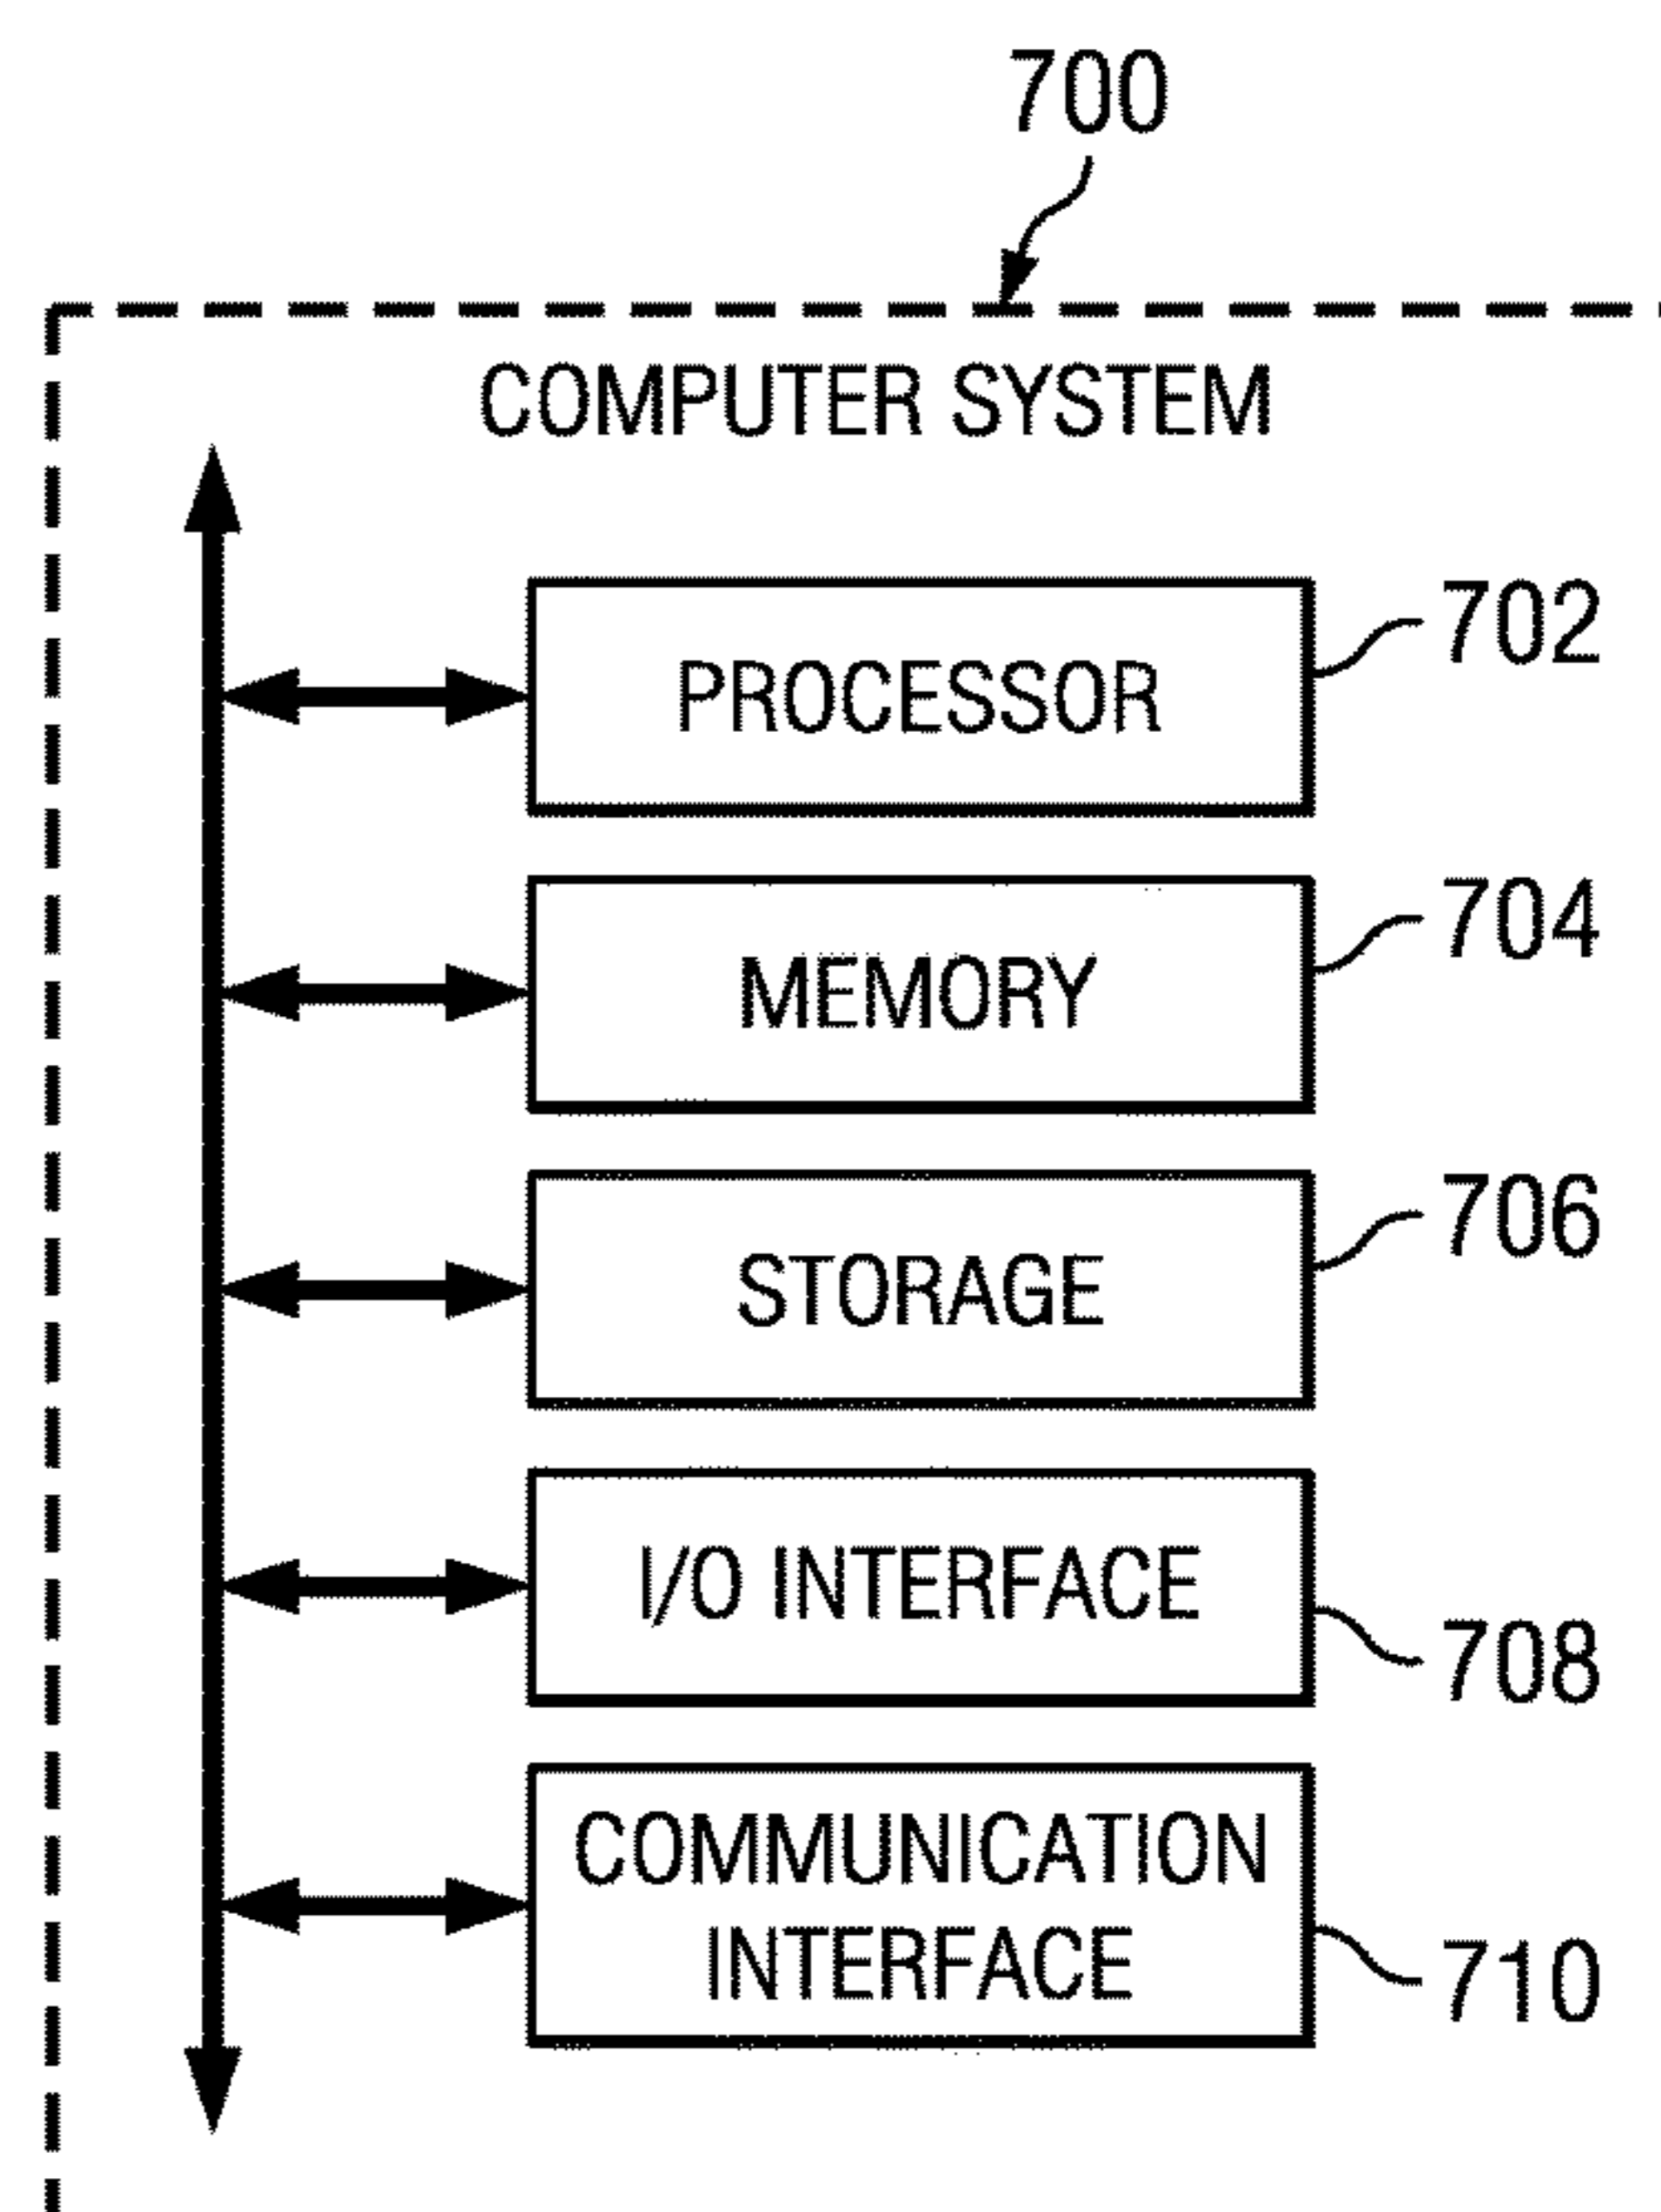 700
COMPUTER SYSTEM
PROCESSOR
702
MEMORY
704
STORAGE
706
I/O INTERFACE
708
COMMUNICATION
INTERFACE
710